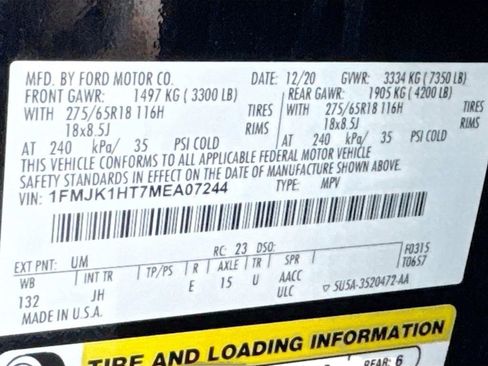 MFD. BY FORD MOTOR CO. DATE: 12/20 GVWR: 3334 KG (7350 LB)
FRONT GAWR: 1497 KG (3300 LB) REAR GAWR: 1905 KG (4200 LB)
WITH 275/65R18 116H TIRES WITH 275/65R18 116H TIRES
18x8.5J RIMS 18x8.5J RIMS
AT 240 kPa/ 35 PSI COLD AT 240 kPa/ 35 PSI COLD
THIS VEHICLE CONFORMS TO ALL APPLICABLE FEDERAL MOTOR VEHICLE
SAFETY STANDARDS IN EFFECT ON THE DATE OF MANUFACTURE SHOWN ABOVE.
VIN: 1FMJK1HT7MEA07244 TYPE: MPV
F0315
T0657
EXT PNT: UM RC: 23 DSO:
WB INT TR TP/PS R AXLE TR SPR
132 JH E 15 U AACC
ULC ▽ 5U5A-3520472-AA
MADE IN U.S.A.
TIRE AND LOADING INFORMATION
REAR: 6